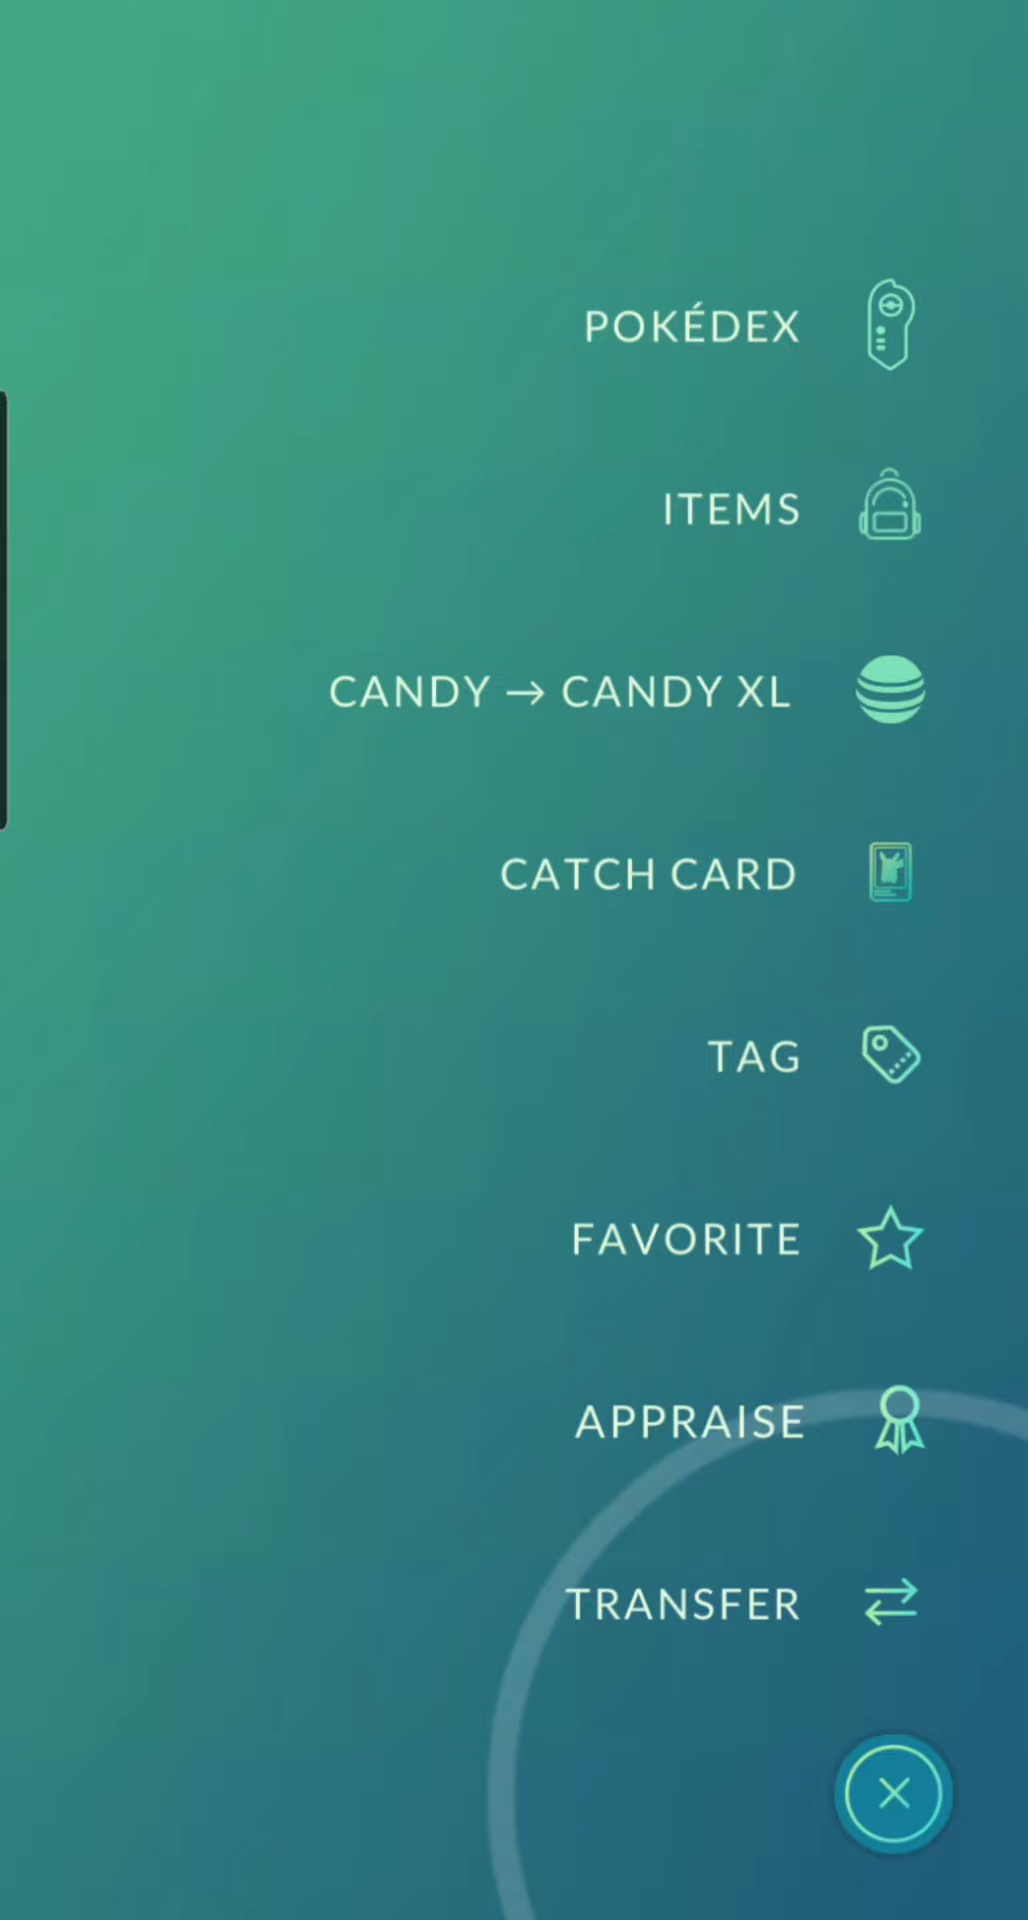 POKÉDEX
ITEMS
CANDY → CANDY XL
CATCH CARD
TAG
FAVORITE
APPRAISE
TRANSFER